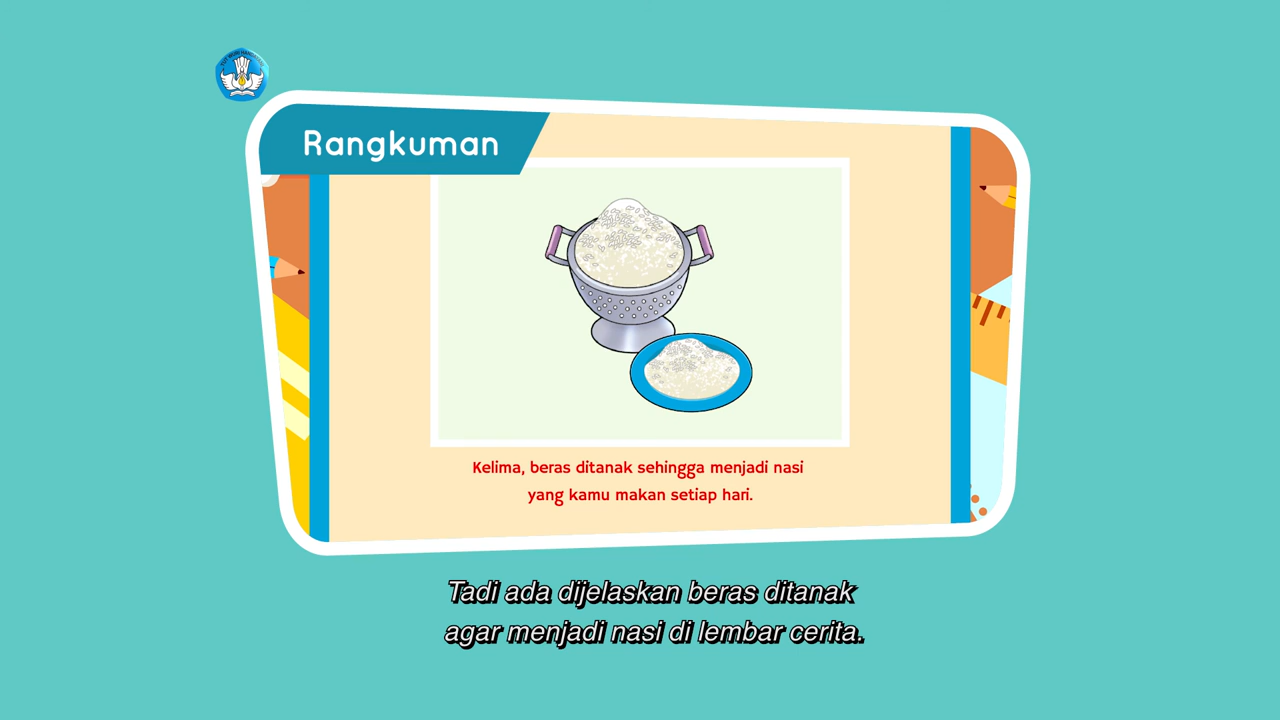 Rangkuman
Kelima, beras ditanak sehingga menjadi nasi
yang kamu makan setiap hari.
Tadi ada dijelaskan beras ditanak
agar menjadi nasi di lembar cerita.